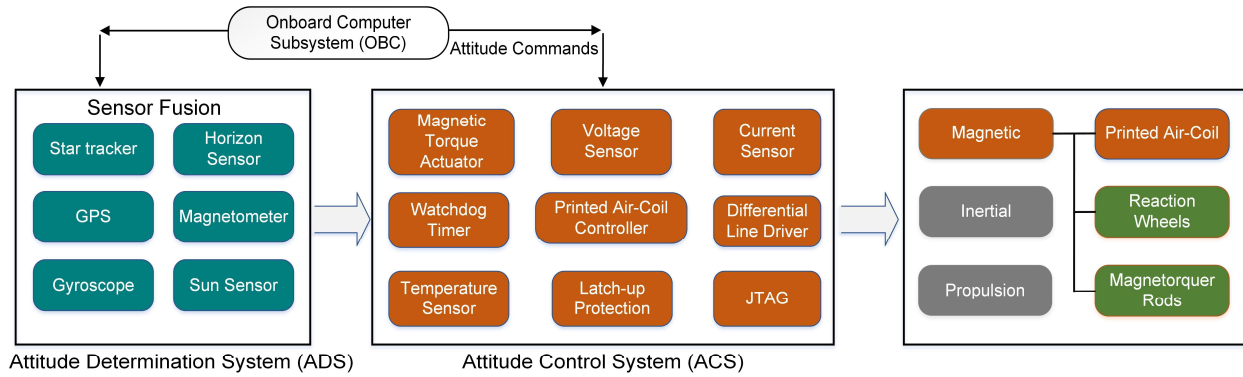 Onboard Computer
Subsystem (OBC)
Attitude Commands
Sensor Fusion
Star tracker
Horizon
Sensor
GPS
Magnetometer
Gyroscope
Sun Sensor
Attitude Determination System (ADS)
Magnetic
Torque
Actuator
Voltage
Sensor
Current
Sensor
Watchdog
Timer
Printed Air-Coil
Controller
Differential
Line Driver
Temperature
Sensor
Latch-up
Protection
JTAG
Attitude Control System (ACS)
Magnetic
Printed Air-Coil
Inertial
Reaction
Wheels
Propulsion
Magnetorquer
Rods